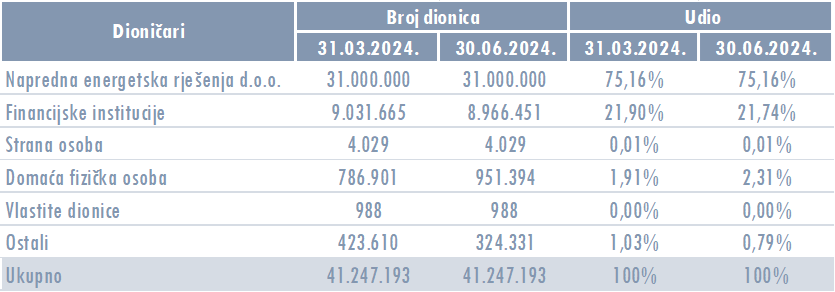 Dioničari Broj dionica Udio
31.03.2024. 30.06.2024. 31.03.2024. 30.06.2024.
Napredna energetska rješenja d.o.o. 31.000.000 31.000.000 75,16% 75,16%
Financijske institucije 9.031.665 8.966.451 21,90% 21,74%
Strana osoba 4.029 4.029 0,01% 0,01%
Domaća fizička osoba 786.901 951.394 1,91% 2,31%
Vlastite dionice 988 988 0,00% 0,00%
Ostali 423.610 324.331 1,03% 0,79%
Ukupno 41.247.193 41.247.193 100% 100%